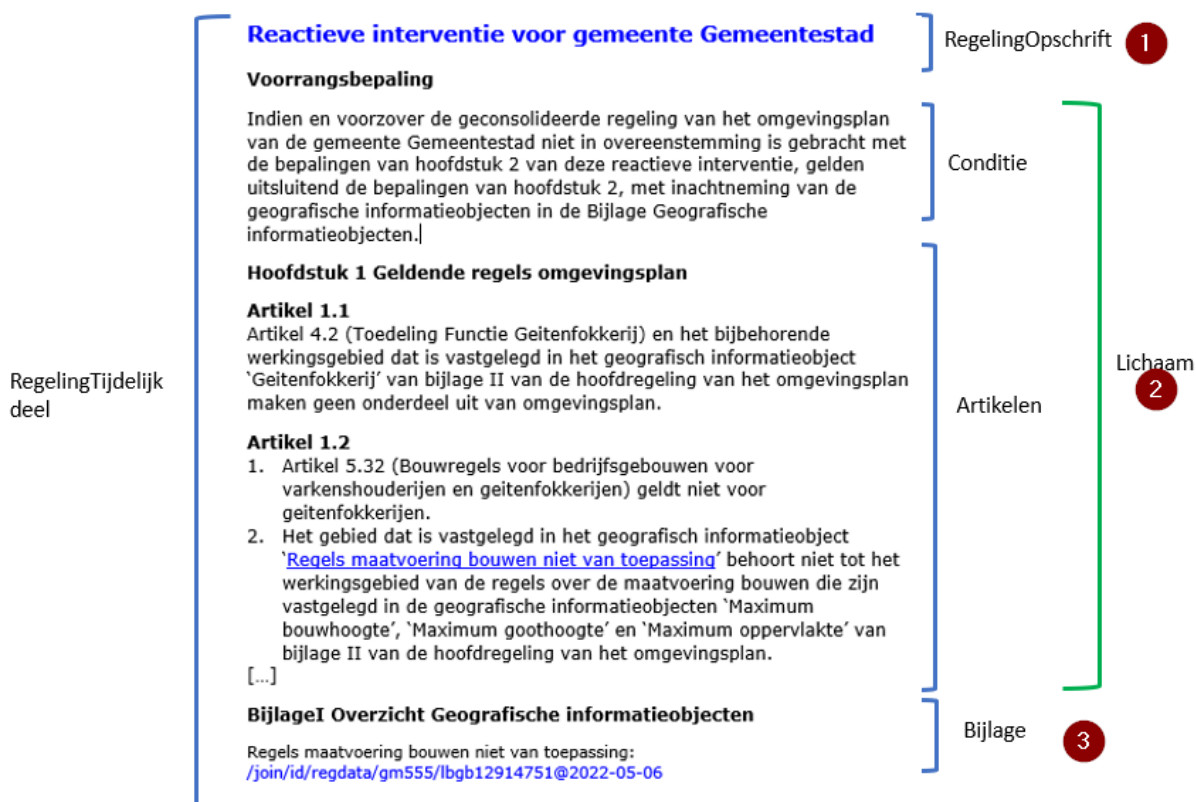 Reactieve interventie voor gemeente Gemeentestad
RegelingOpschrift
1
Voorrangsbepaling
Indien en voorzover de geconsolideerde regeling van het omgevingsplan
van de gemeente Gemeentestad niet in overeenstemming is gebracht met
de bepalingen van hoofdstuk 2 van deze reactieve interventie, gelden
uitsluitend de bepalingen van hoofdstuk 2, met inachtneming van de
geografische informatieobjecten in de Bijlage Geografische
informatieobjecten.
Conditie
Hoofdstuk 1 Geldende regels omgevingsplan
Artikel 1.1
Artikel 4.2 (Toedeling Functie Geitenfokkerij) en het bijbehorende
werkingsgebied dat is vastgelegd in het geografisch informatieobject
`Geitenfokkerij´ van bijlage II van de hoofdregeling van het omgevingsplan
maken geen onderdeel uit van omgevingsplan.
RegelingTijdelijk
deel
Artikelen
Lichaam
2
Artikel 1.2
1. Artikel 5.32 (Bouwregels voor bedrijfsgebouwen voor
varkenshouderijen en geitenfokkerijen) geldt niet voor
geitenfokkerijen.
2. Het gebied dat is vastgelegd in het geografisch informatieobject
`Regels maatvoering bouwen niet van toepassing´ behoort niet tot het
werkingsgebied van de regels over de maatvoering bouwen die zijn
vastgelegd in de geografische informatieobjecten `Maximum
bouwhoogte´, `Maximum goothoogte´ en `Maximum oppervlakte´ van
bijlage II van de hoofdregeling van het omgevingsplan.
[...]
BijlageI Overzicht Geografische informatieobjecten
Regels maatvoering bouwen niet van toepassing:
/join/id/regdata/gm555/lbgb12914751@2022-05-06
Bijlage
3